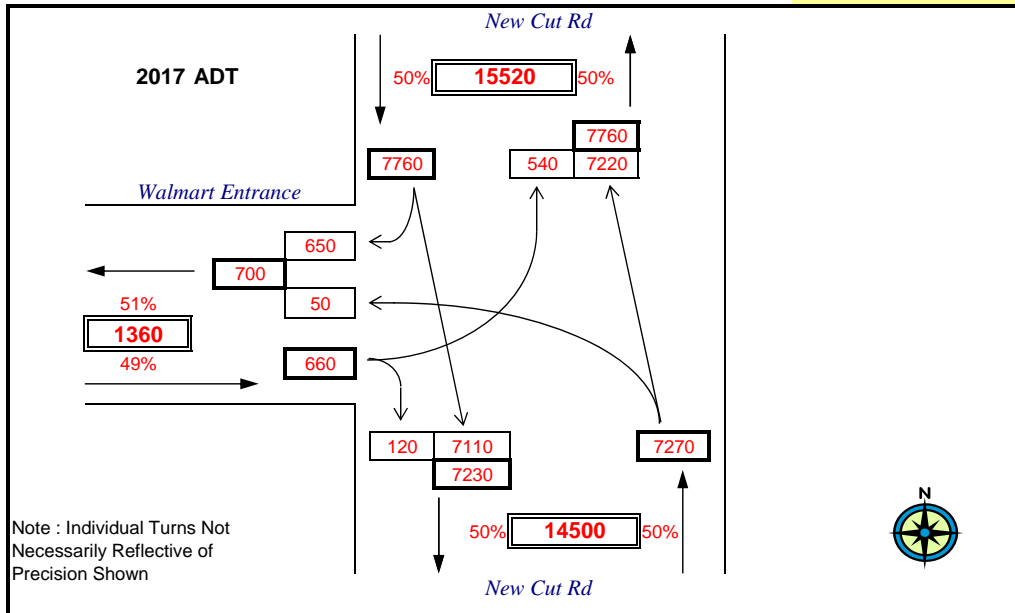 New Cut Rd
2017 ADT
50% 15520 50%
7760
7760
540 7220
Walmart Entrance
650
700
50
51%
1360
49%
660
120 7110
7230
7270
50% 14500 50%
N
Note : Individual Turns Not
Necessarily Reflective of
Precision Shown
New Cut Rd